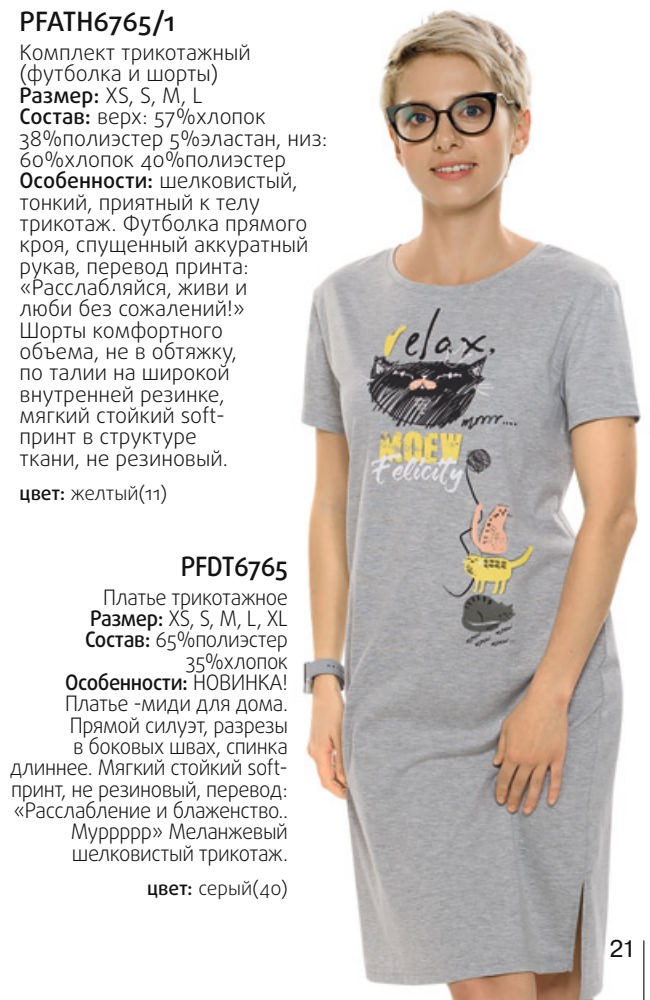 PFATH6765/1
Комплект трикотажный
(футболка и шорты)
Размер: XS, S, M, L
Состав: верх: 57%хлопок
38%полиэстер 5%эластан, низ:
60%хлопок 40%полиэстер
Особенности: шелковистый,
тонкий, приятный к телу
трикотаж. Футболка прямого
кроя, спущенный аккуратный
рукав, перевод принта:
«Расслабляйся, живи и
люби без сожалений!»
Шорты комфортного
объема, не в обтяжку,
по талии на широкой
внутренней резинке,
мягкий стойкий soft-
принт в структуре
ткани, не резиновый.
цвет: желтый(11)
relax,
mrrr....
MOEW
Felicity
PFDT6765
Платье трикотажное
Размер: XS, S, M, L, XL
Состав: 65%полиэстер
35%хлопок
Особенности: НОВИНКА!
Платье -миди для дома.
Прямой силуэт, разрезы
в боковых швах, спинка
длиннее. Мягкий стойкий soft-
принт, не резиновый, перевод:
«Расслабление и блаженство..
Мурррpp» Меланжевый
шелковистый трикотаж.
цвет: серый(40)
21